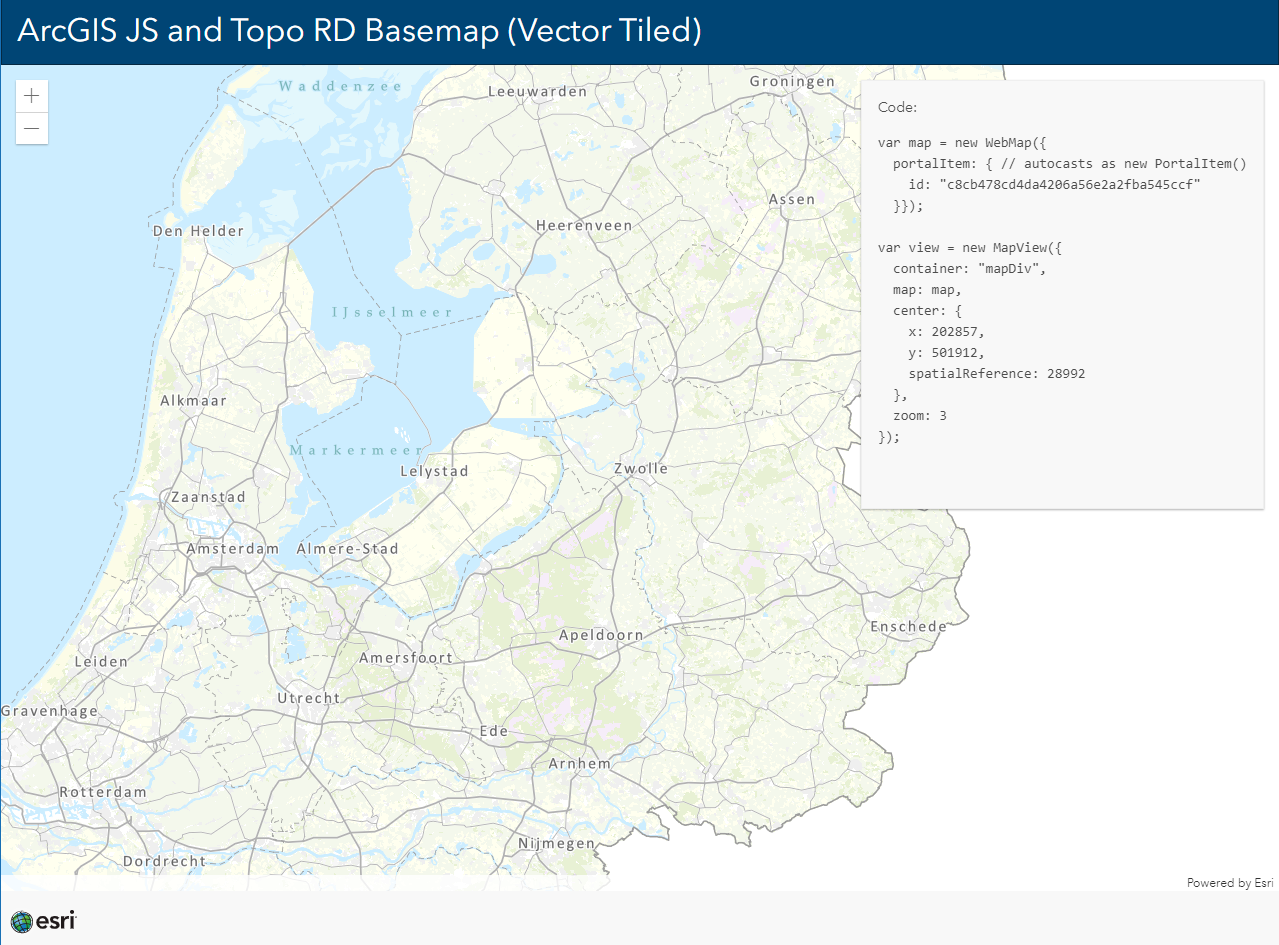 ArcGIS JS and Topo RD Basemap (Vector Tiled)
Waddenzee
Leeuwarden
Groningen
Code:
var map = new WebMap({
portalItem: { // autocasts as new PortalItem()
id: "c8cb478cd4da4206a56e2a2fba545ccf"
}});
Assen
Heerenveen
Den Helder
var view = new MapView({
container: "mapDiv",
map: map,
center: {
x: 202857,
y: 501912,
spatialReference: 28992
},
zoom: 3
});
IJsselmeer
Alkmaar
Markermeer
Lelystad
Zwolle
Zaanstad
Amsterdam
Almere-Stad
Enschede
Apeldoorn
Amersfoort
Leiden
Utrecht
Gravenhage
Ede
Arnhem
Rotterdam
Nijmegen
Dordrecht
Powered by Esri
esri